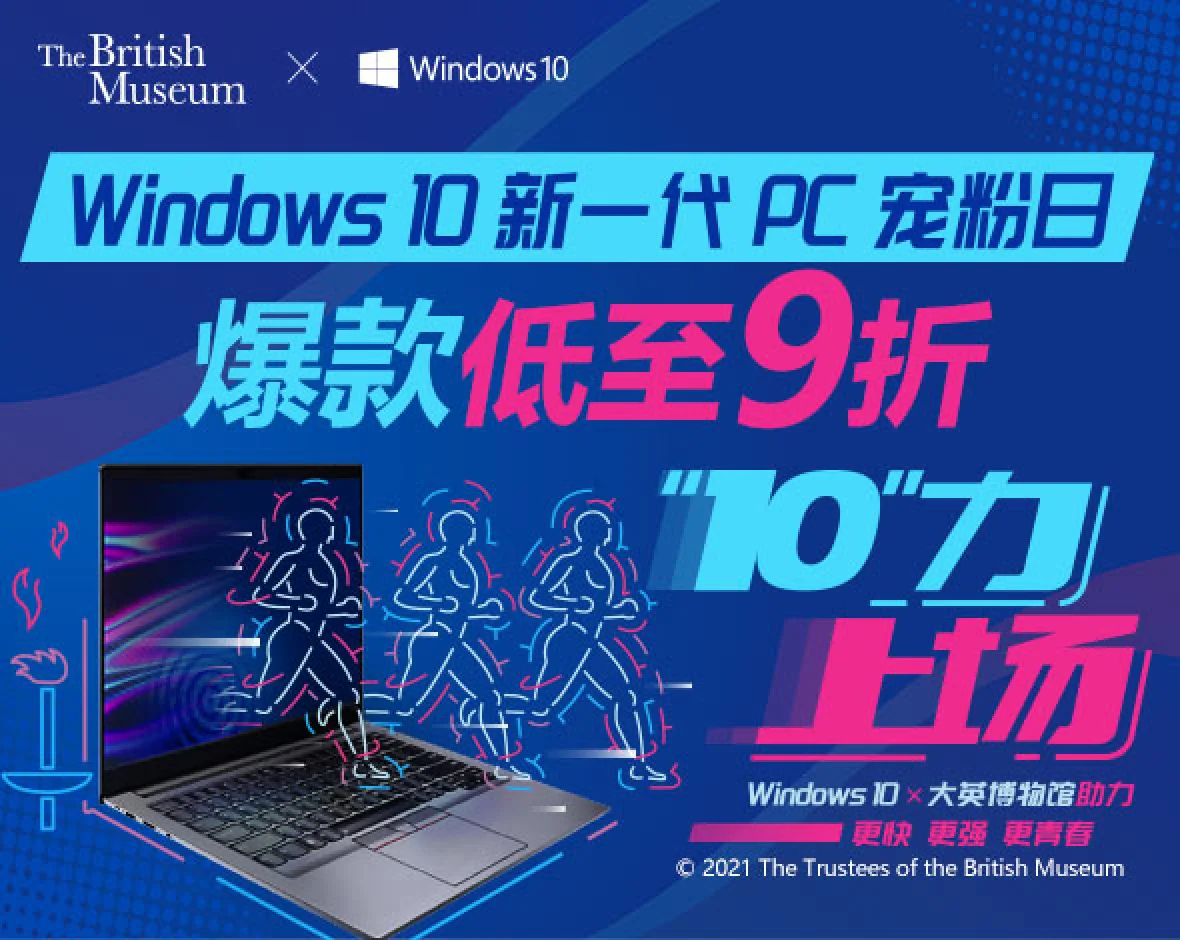 The British Museum × Windows10
Windows 10 新一代 PC 宠粉日
爆款低至9折
“10”力
上场
Windows 10 × 大英博物馆助力
更快 更强 更青春
© 2021 The Trustees of the British Museum